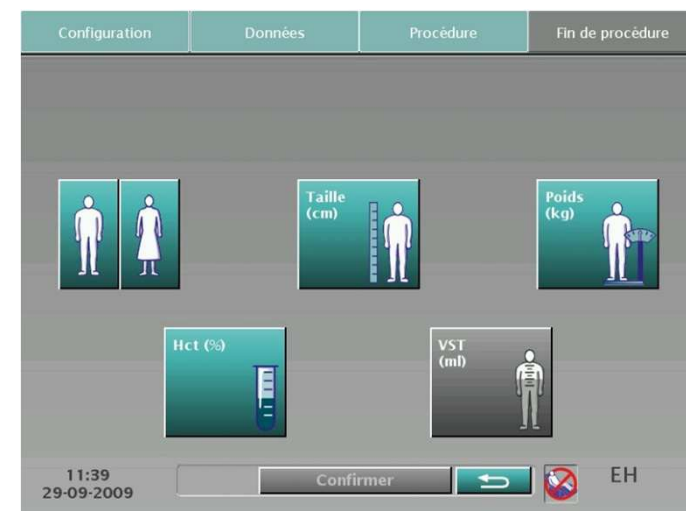 Configuration
Données
Procédure
Fin de procédure
Taille
(cm)
Poids
(kg)
Hct (%)
VST
(ml)
11:39
29-09-2009
Confirmer
EH